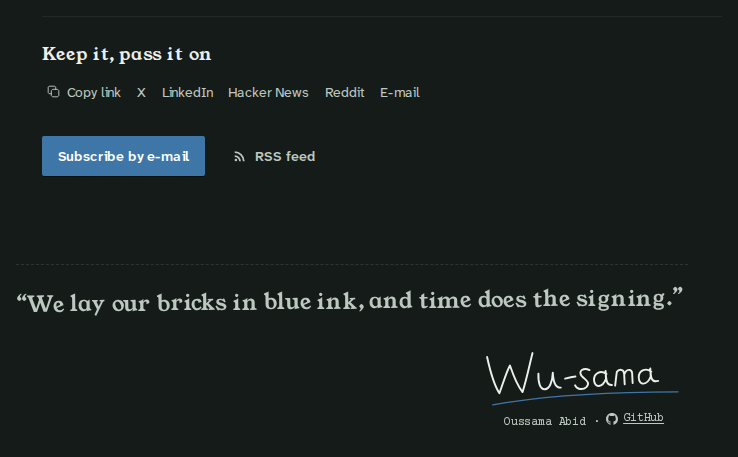 Keep it, pass it on
Copy link X LinkedIn Hacker News Reddit E-mail
Subscribe by e-mail RSS feed
“We lay our bricks in blue ink, and time does the signing.”
Wu-sama
Oussama Abid · GitHub